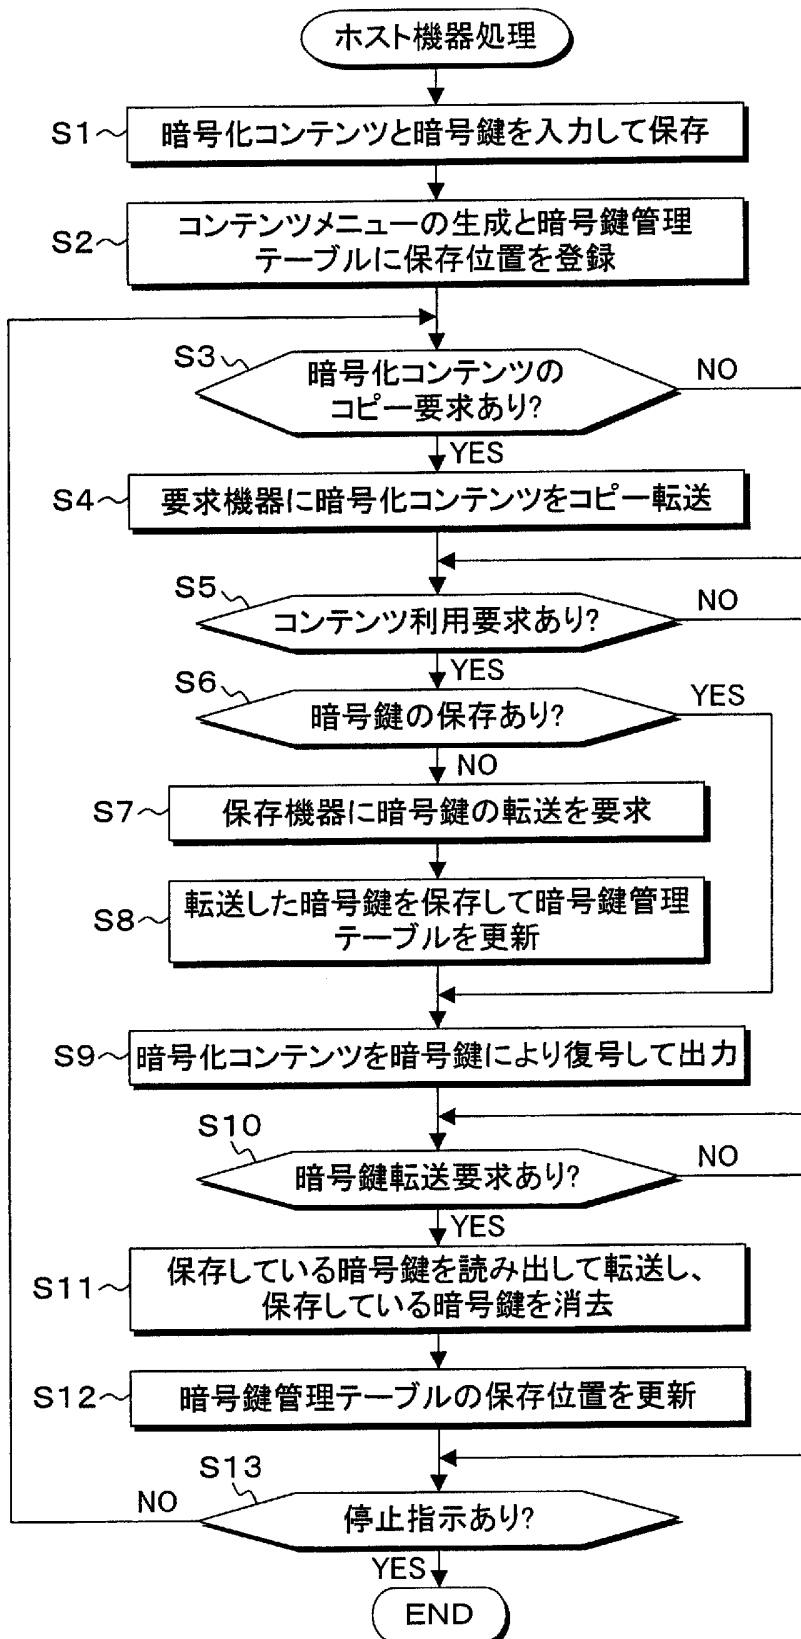 ホスト機器処理
S1
暗号化コンテンツと暗号鍵を入力して保存
S2
コンテンツメニューの生成と暗号鍵管理
テーブルに保存位置を登録
S3
暗号化コンテンツの
コピー要求あり?
NO
YES
S4
要求機器に暗号化コンテンツをコピー転送
S5
コンテンツ利用要求あり?
NO
YES
S6
暗号鍵の保存あり?
YES
NO
S7
保存機器に暗号鍵の転送を要求
S8
転送した暗号鍵を保存して暗号鍵管理
テーブルを更新
S9
暗号化コンテンツを暗号鍵により復号して出力
S10
暗号鍵転送要求あり?
NO
YES
S11
保存している暗号鍵を読み出して転送し、
保存している暗号鍵を消去
S12
暗号鍵管理テーブルの保存位置を更新
S13
NO
停止指示あり?
YES
END